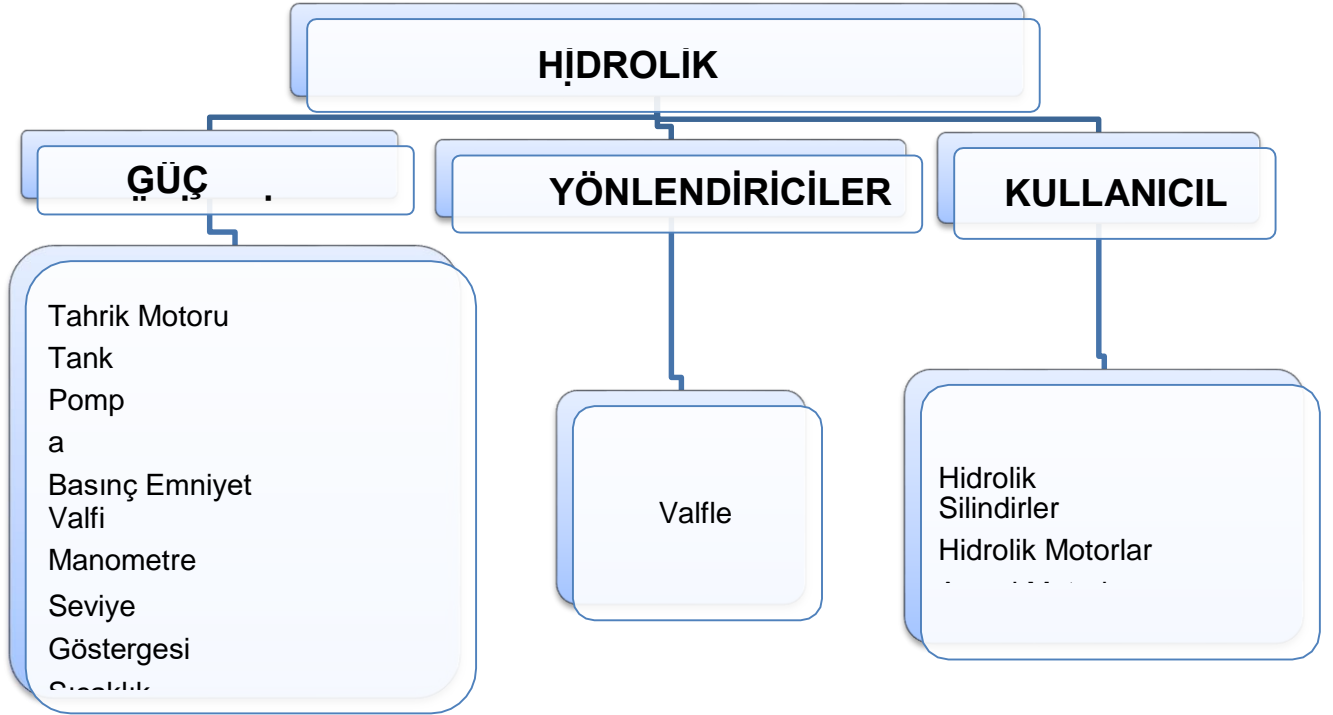 HİDROLİK
GÜÇ
YÖNLENDİRİCİLER
KULLANICIL
Tahrik Motoru
Tank
Pomp
a
Basınç Emniyet
Valfi
Manometre
Seviye
Göstergesi
Sıcaklık
Valfle
Hidrolik
Silindirler
Hidrolik Motorlar